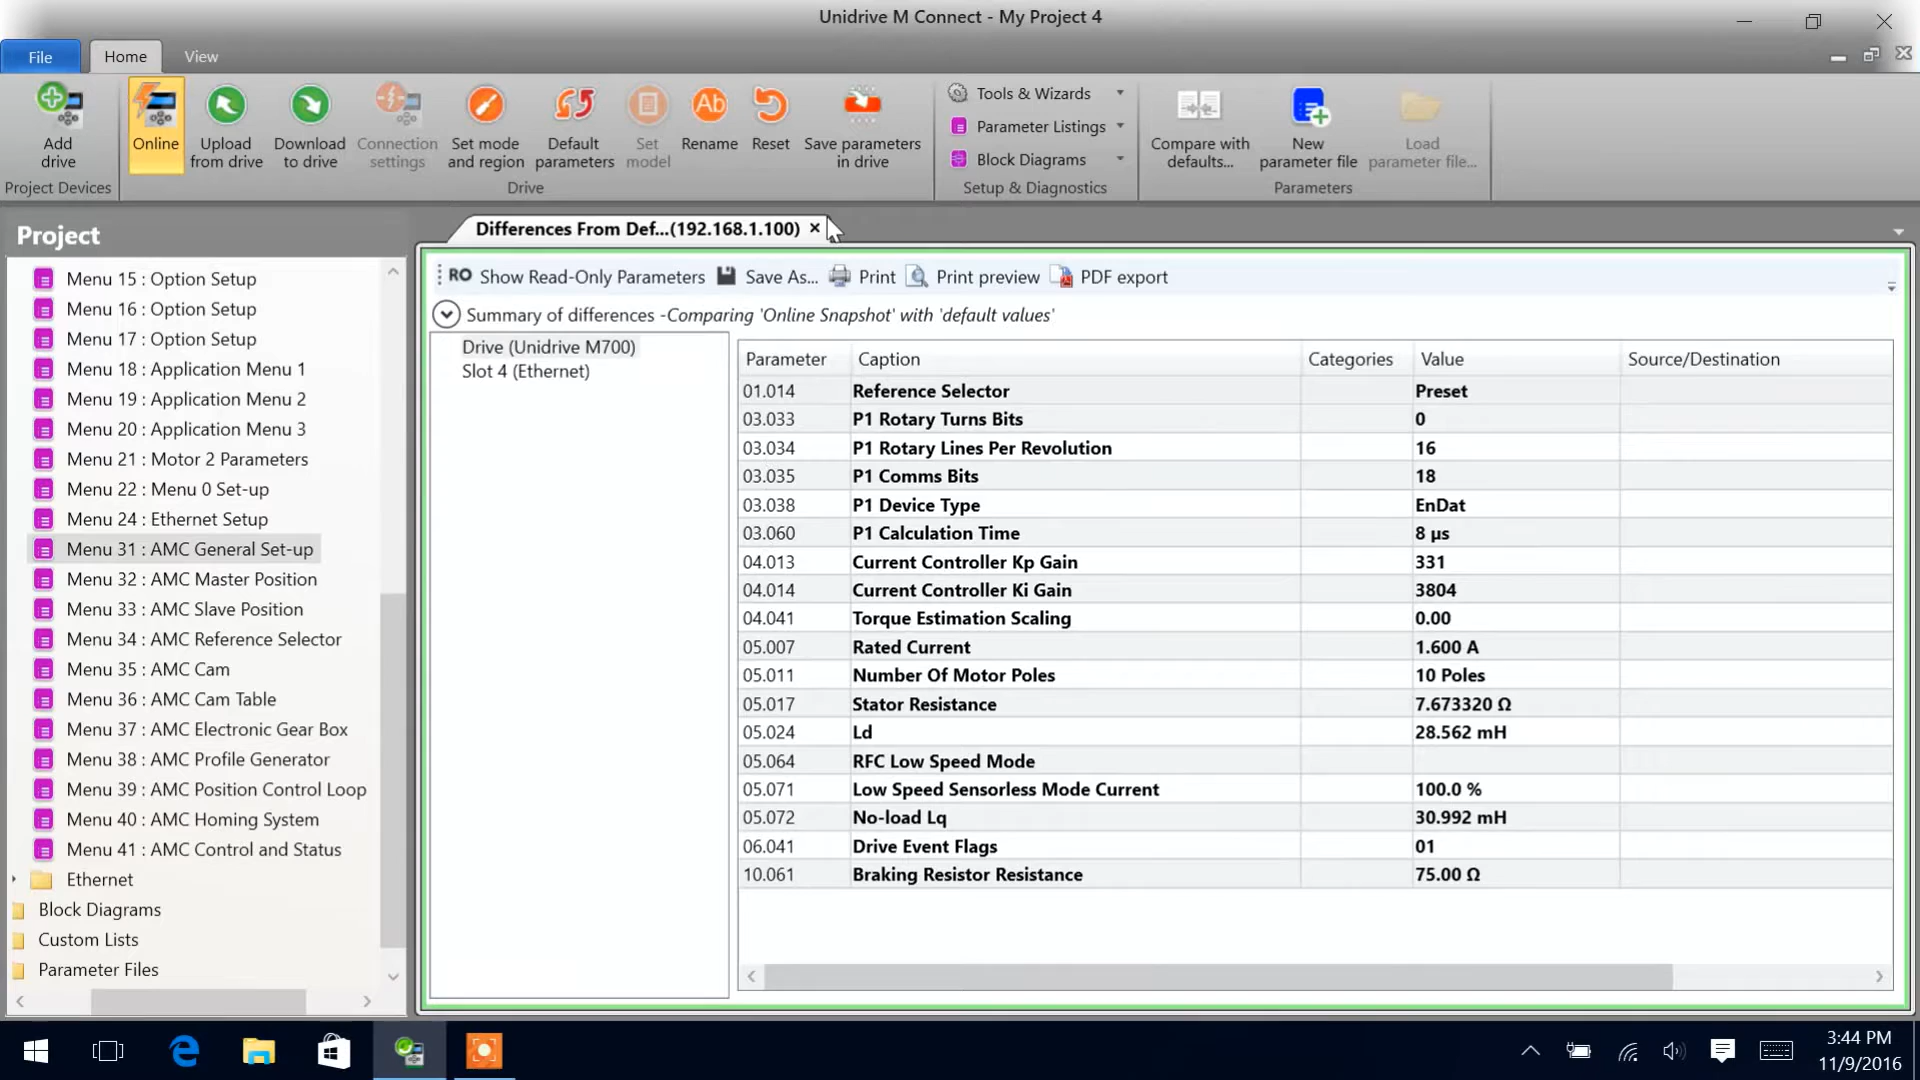 Unidrive M Connect - My Project 4
File
Home
View
Add
drive
Online
Upload
from drive
Download
to drive
Connection
settings
Set mode
and region
Default
parameters
Set
model
Ab
Rename
Reset
Save parameters
in drive
Tools & Wizards
Parameter Listings
Block Diagrams
Compare with
defaults...
New
parameter file
Load
parameter file...
Project Devices
Drive
Setup & Diagnostics
Parameters
Project
Menu 15 : Option Setup
Menu 16 : Option Setup
Menu 17 : Option Setup
Menu 18 : Application Menu 1
Menu 19 : Application Menu 2
Menu 20 : Application Menu 3
Menu 21 : Motor 2 Parameters
Menu 22 : Menu 0 Set-up
Menu 24 : Ethernet Setup
Menu 31 : AMC General Set-up
Menu 32 : AMC Master Position
Menu 33 : AMC Slave Position
Menu 34 : AMC Reference Selector
Menu 35 : AMC Cam
Menu 36 : AMC Cam Table
Menu 37 : AMC Electronic Gear Box
Menu 38 : AMC Profile Generator
Menu 39 : AMC Position Control Loop
Menu 40 : AMC Homing System
Menu 41 : AMC Control and Status
Ethernet
Block Diagrams
Custom Lists
Parameter Files
Differences From Def...(192.168.1.100)
RO Show Read-Only Parameters Save As... Print Print preview PDF export
Summary of differences -Comparing 'Online Snapshot' with 'default values'
Drive (Unidrive M700)
Slot 4 (Ethernet)
Parameter Caption Categories Value Source/Destination
01.014 Reference Selector Preset
03.033 P1 Rotary Turns Bits 0
03.034 P1 Rotary Lines Per Revolution 16
03.035 P1 Comms Bits 18
03.038 P1 Device Type EnDat
03.060 P1 Calculation Time 8 µs
04.013 Current Controller Kp Gain 331
04.014 Current Controller Ki Gain 3804
04.041 Torque Estimation Scaling 0.00
05.007 Rated Current 1.600 A
05.011 Number Of Motor Poles 10 Poles
05.017 Stator Resistance 7.673320 Ω
05.024 Ld 28.562 mH
05.064 RFC Low Speed Mode
05.071 Low Speed Sensorless Mode Current 100.0 %
05.072 No-load Lq 30.992 mH
06.041 Drive Event Flags 01
10.061 Braking Resistor Resistance 75.00 Ω
3:44 PM
11/9/2016